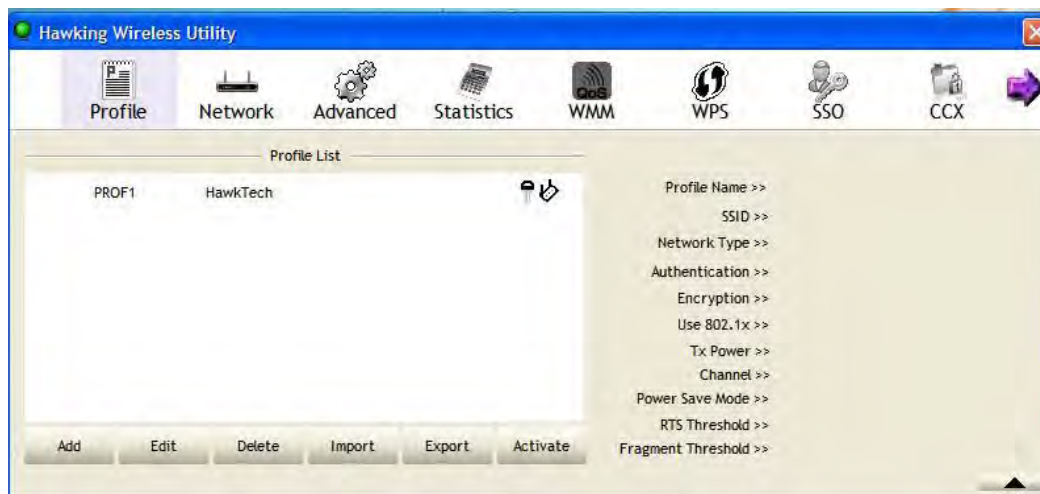 Hawking Wireless Utility
Profile Network Advanced Statistics QoS WMM WPS SSO CCX
Profile List
PROF1 HawkTech
Profile Name >>
SSID >>
Network Type >>
Authentication >>
Encryption >>
Use 802.1x >>
Tx Power >>
Channel >>
Power Save Mode >>
RTS Threshold >>
Fragment Threshold >>
Add Edit Delete Import Export Activate